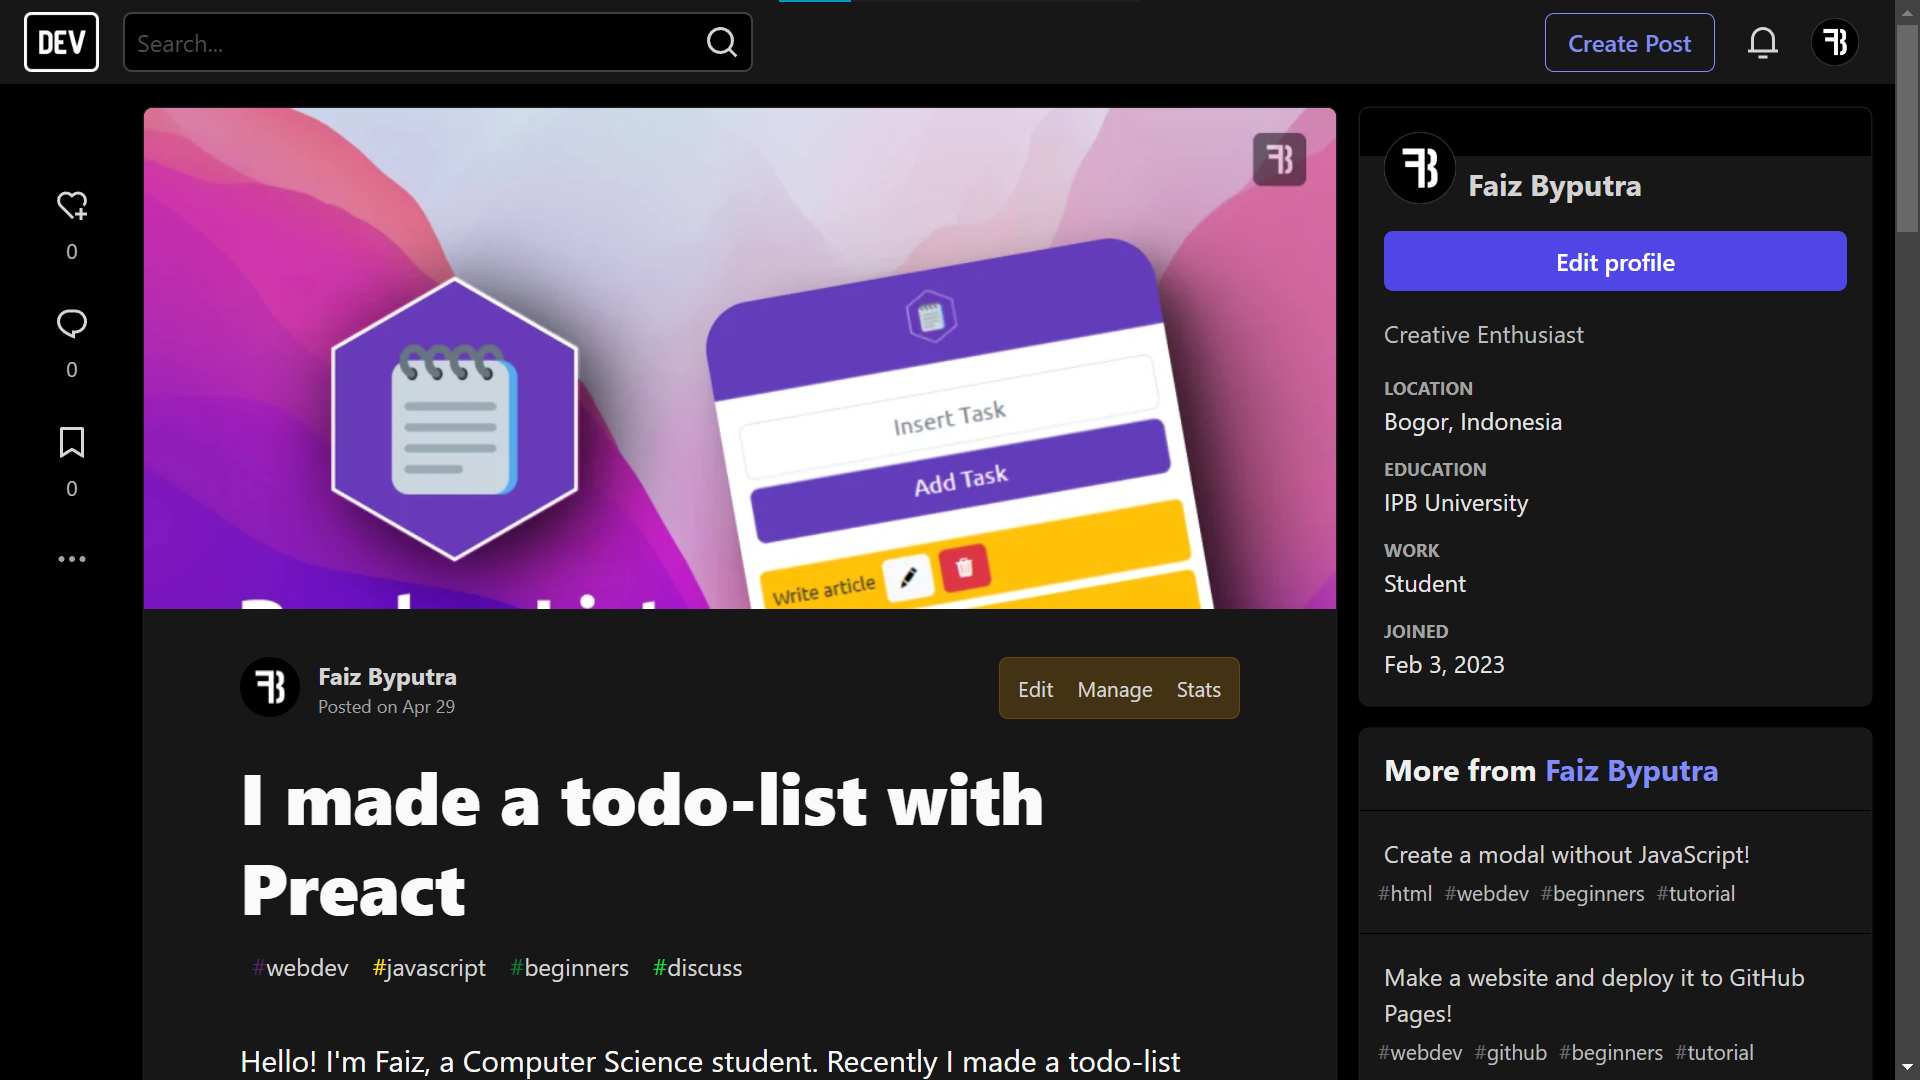 DEV
Search...
Create Post
FB
FB
Insert Task
Add Task
Write article
0
0
0
FB
Faiz Byputra
Posted on Apr 29
Edit Manage Stats
I made a todo-list with
Preact
#webdev #javascript #beginners #discuss
Hello! I'm Faiz, a Computer Science student. Recently I made a todo-list
FB
Faiz Byputra
Edit profile
Creative Enthusiast
LOCATION
Bogor, Indonesia
EDUCATION
IPB University
WORK
Student
JOINED
Feb 3, 2023
More from Faiz Byputra
Create a modal without JavaScript!
#html #webdev #beginners #tutorial
Make a website and deploy it to GitHub
Pages!
#webdev #github #beginners #tutorial